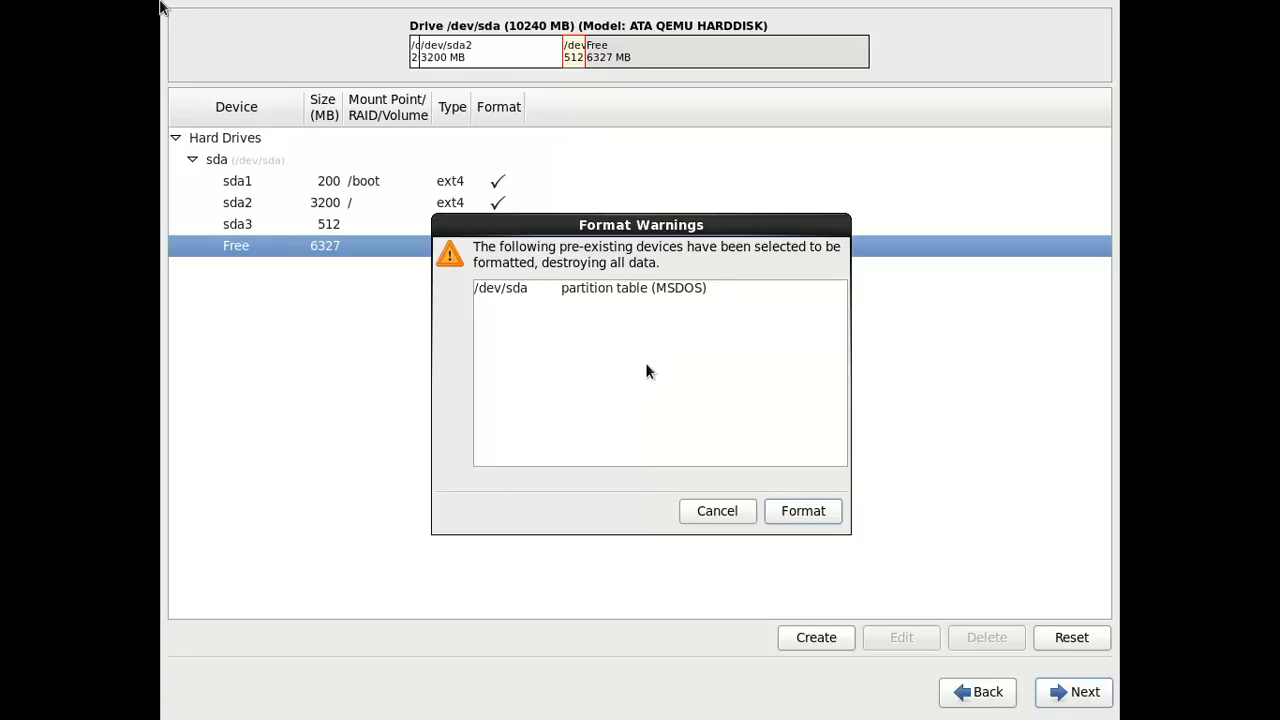 Drive /dev/sda (10240 MB) (Model: ATA QEMU HARDDISK)
/dev/sda2 /dev Free
2 3200 MB 512 6327 MB
Device Size (MB) Mount Point/ RAID/Volume Type Format
Hard Drives
sda (/dev/sda)
sda1 200 /boot ext4 ✓
sda2 3200 / ext4 ✓
sda3 512
Free 6327
Format Warnings
The following pre-existing devices have been selected to be
formatted, destroying all data.
/dev/sda partition table (MSDOS)
Cancel Format
Create Edit Delete Reset
Back Next